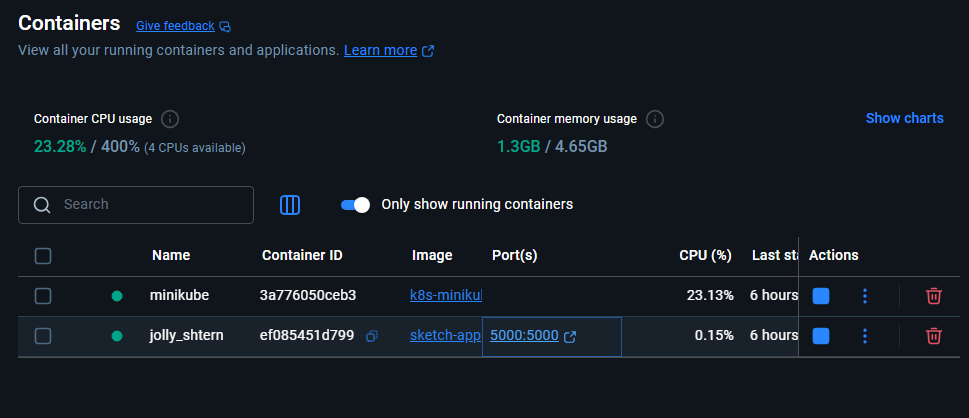 Containers Give feedback
View all your running containers and applications. Learn more
Container CPU usage
23.28% / 400% (4 CPUs available)
Container memory usage
1.3GB / 4.65GB
Show charts
Search
Only show running containers
Name Container ID Image Port(s) CPU (%) Last sta Actions
minikube 3a776050ceb3 k8s-minikul 23.13% 6 hours
jolly_shtern ef085451d799 sketch-app 5000:5000 0.15% 6 hours